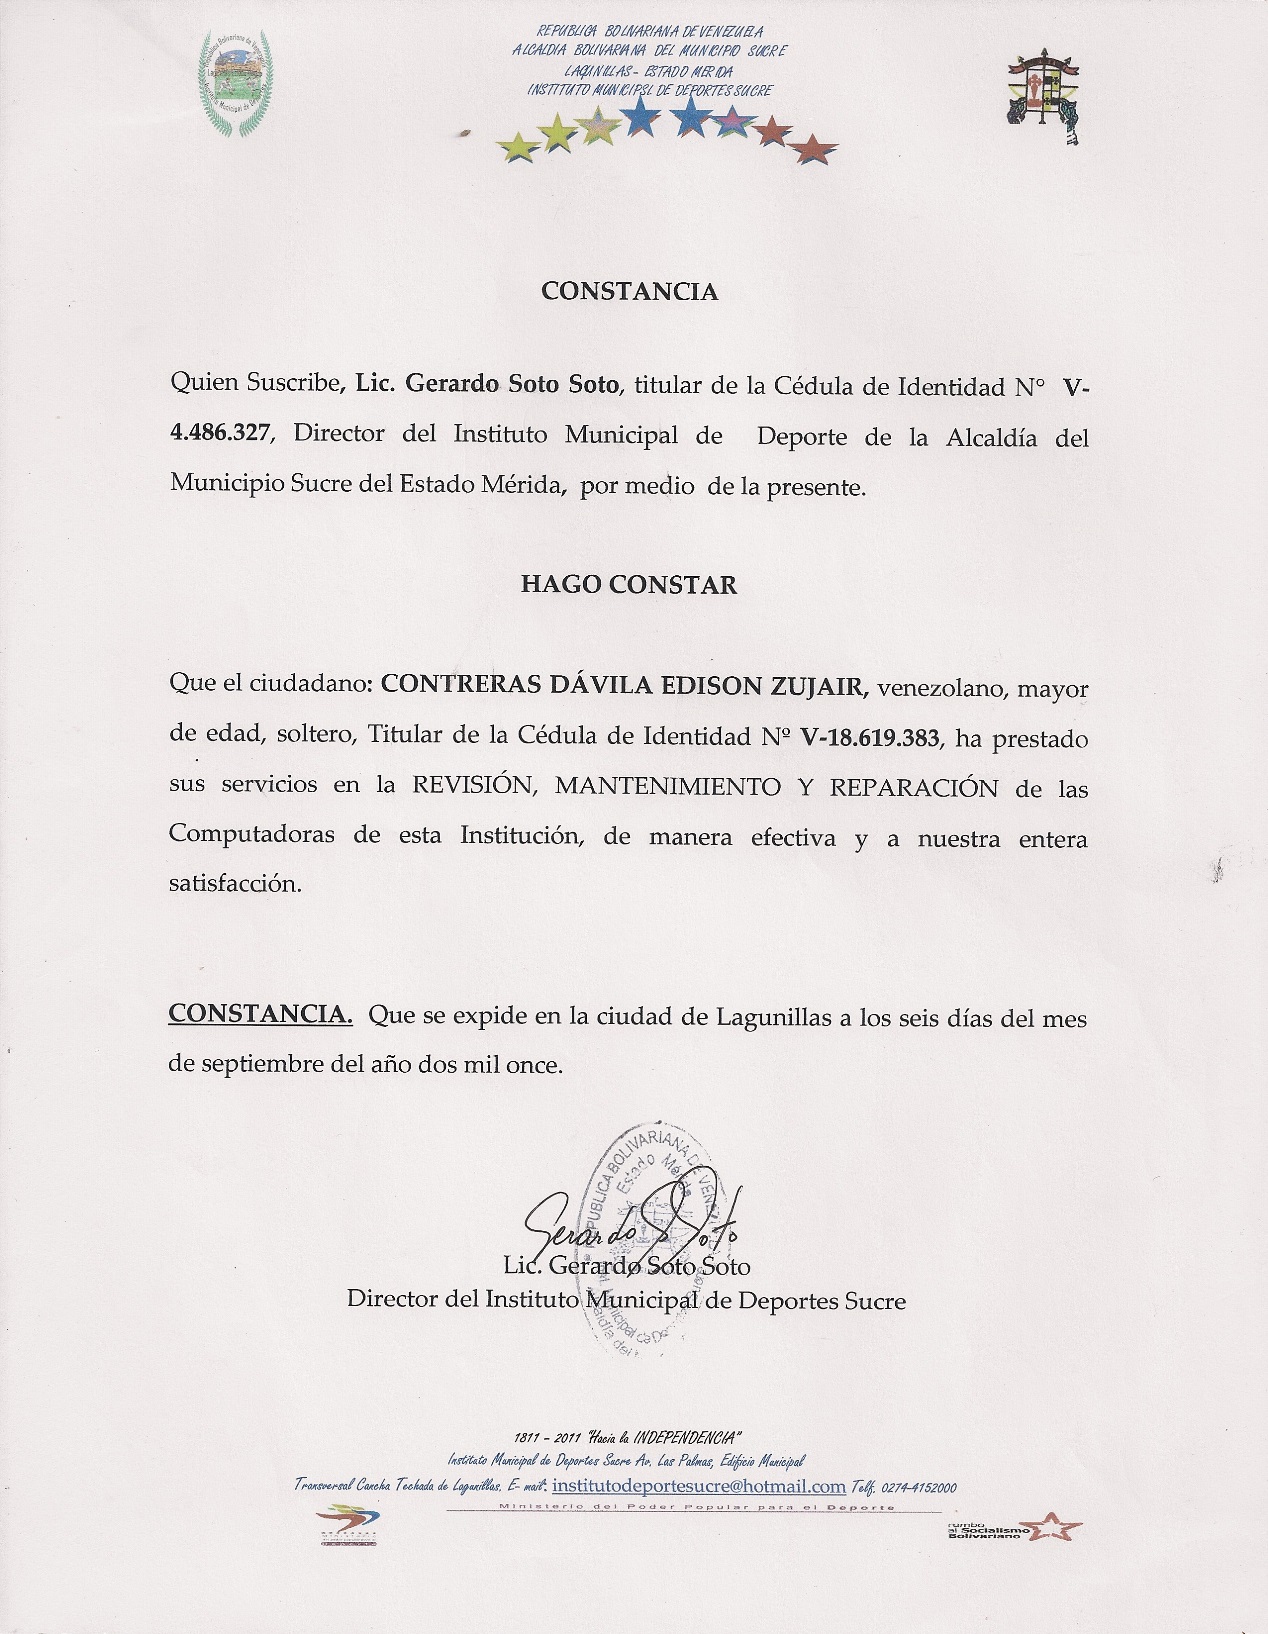 REPUBLICA BOLIVARIANA DE VENEZUELA
ALCALDIA BOLIVARIANA DEL MUNICIPIO SUCRE
LAGUNILLAS- ESTADO MERIDA
INSTITUTO MUNICIPSL DE DEPORTES SUCRE
CONSTANCIA
Quien Suscribe, Lic. Gerardo Soto Soto, titular de la Cédula de Identidad N° V-
4.486.327, Director del Instituto Municipal de Deporte de la Alcaldía del
Municipio Sucre del Estado Mérida, por medio de la presente.
HAGO CONSTAR
Que el ciudadano: CONTRERAS DÁVILA EDISON ZUJAIR, venezolano, mayor
de edad, soltero, Titular de la Cédula de Identidad Nº V-18.619.383, ha prestado
sus servicios en la REVISIÓN, MANTENIMIENTO Y REPARACIÓN de las
Computadoras de esta Institución, de manera efectiva y a nuestra entera
satisfacción.
CONSTANCIA. Que se expide en la ciudad de Lagunillas a los seis días del mes
de septiembre del año dos mil once.
REPUBLICA BOLIVARIANA DE
Estado Mérida
Gerardo S Soto
Lic. Gerardo Soto Soto
Director del Instituto Municipal de Deportes Sucre
1811 - 2011 "Hacia la INDEPENDENCIA"
Instituto Municipal de Deportes Sucre Av. Las Palmas, Edificio Municipal
Transversal Cancha Techada de Lagunillas. E- mail: institutodeportesucre@hotmail.com Telf. 0274-4152000
Ministerio del Poder Popular para el Deporte
rumbo
al Socialismo
Bolivariano